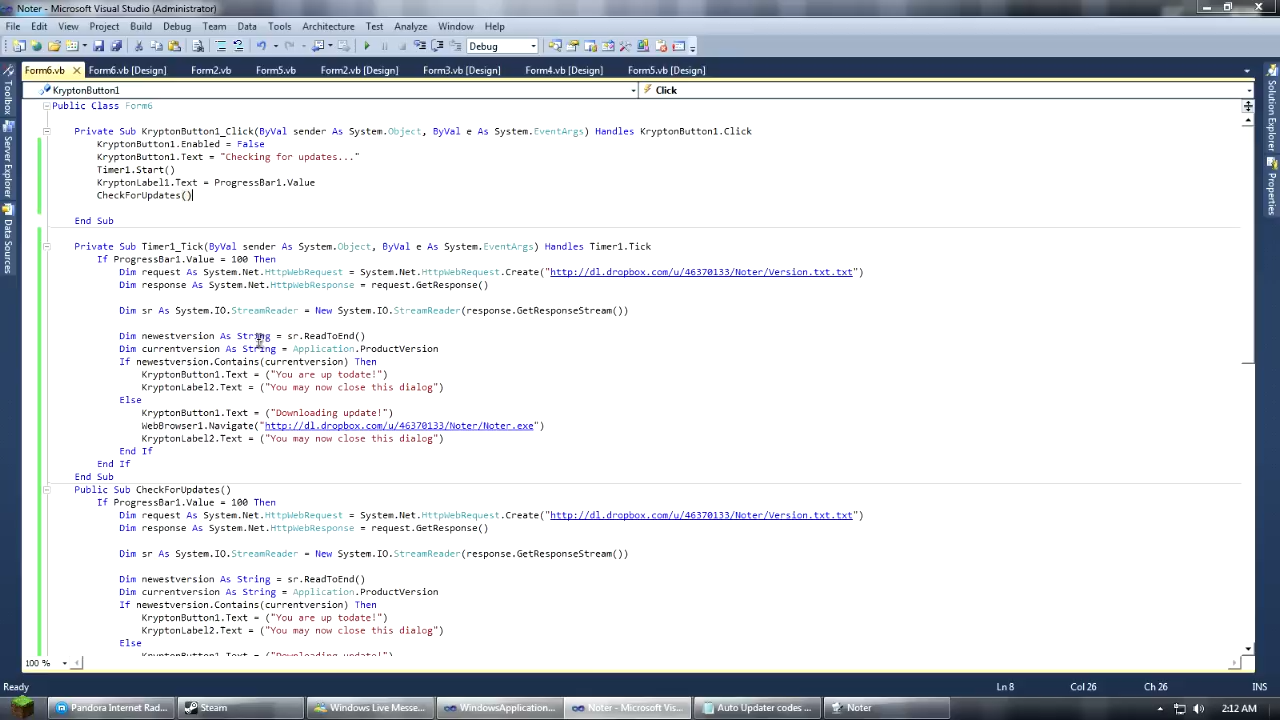 Noter - Microsoft Visual Studio (Administrator)
File Edit View Project Build Debug Team Data Tools Architecture Test Analyze Window Help
Debug
Form6.vb Form6.vb [Design] Form2.vb Form5.vb Form2.vb [Design] Form3.vb [Design] Form4.vb [Design] Form5.vb [Design]
KryptonButton1 Click
Toolbox
Server Explorer
Data Sources
Solution Explorer
Properties
Public Class Form6
Private Sub KryptonButton1_Click(ByVal sender As System.Object, ByVal e As System.EventArgs) Handles KryptonButton1.Click
KryptonButton1.Enabled = False
KryptonButton1.Text = "Checking for updates..."
Timer1.Start()
KryptonLabel1.Text = ProgressBar1.Value
CheckForUpdates()
End Sub
Private Sub Timer1_Tick(ByVal sender As System.Object, ByVal e As System.EventArgs) Handles Timer1.Tick
If ProgressBar1.Value = 100 Then
Dim request As System.Net.HttpWebRequest = System.Net.HttpWebRequest.Create("http://dl.dropbox.com/u/46370133/Noter/Version.txt.txt")
Dim response As System.Net.HttpWebResponse = request.GetResponse()
Dim sr As System.IO.StreamReader = New System.IO.StreamReader(response.GetResponseStream())
Dim newestversion As String = sr.ReadToEnd()
Dim currentversion As String = Application.ProductVersion
If newestversion.Contains(currentversion) Then
KryptonButton1.Text = ("You are up todate!")
KryptonLabel2.Text = ("You may now close this dialog")
Else
KryptonButton1.Text = ("Downloading update!")
WebBrowser1.Navigate("http://dl.dropbox.com/u/46370133/Noter/Noter.exe")
KryptonLabel2.Text = ("You may now close this dialog")
End If
End If
End Sub
Public Sub CheckForUpdates()
If ProgressBar1.Value = 100 Then
Dim request As System.Net.HttpWebRequest = System.Net.HttpWebRequest.Create("http://dl.dropbox.com/u/46370133/Noter/Version.txt.txt")
Dim response As System.Net.HttpWebResponse = request.GetResponse()
Dim sr As System.IO.StreamReader = New System.IO.StreamReader(response.GetResponseStream())
Dim newestversion As String = sr.ReadToEnd()
Dim currentversion As String = Application.ProductVersion
If newestversion.Contains(currentversion) Then
KryptonButton1.Text = ("You are up todate!")
KryptonLabel2.Text = ("You may now close this dialog")
Else
KryptonButton1.Text = ("Downloading update!")
100 %
Ready Ln 8 Col 26 Ch 26 INS
Pandora Internet Rad... Steam Windows Live Messe... WindowsApplication... Noter - Microsoft Vis... Auto Updater codes ... Noter 2:12 AM